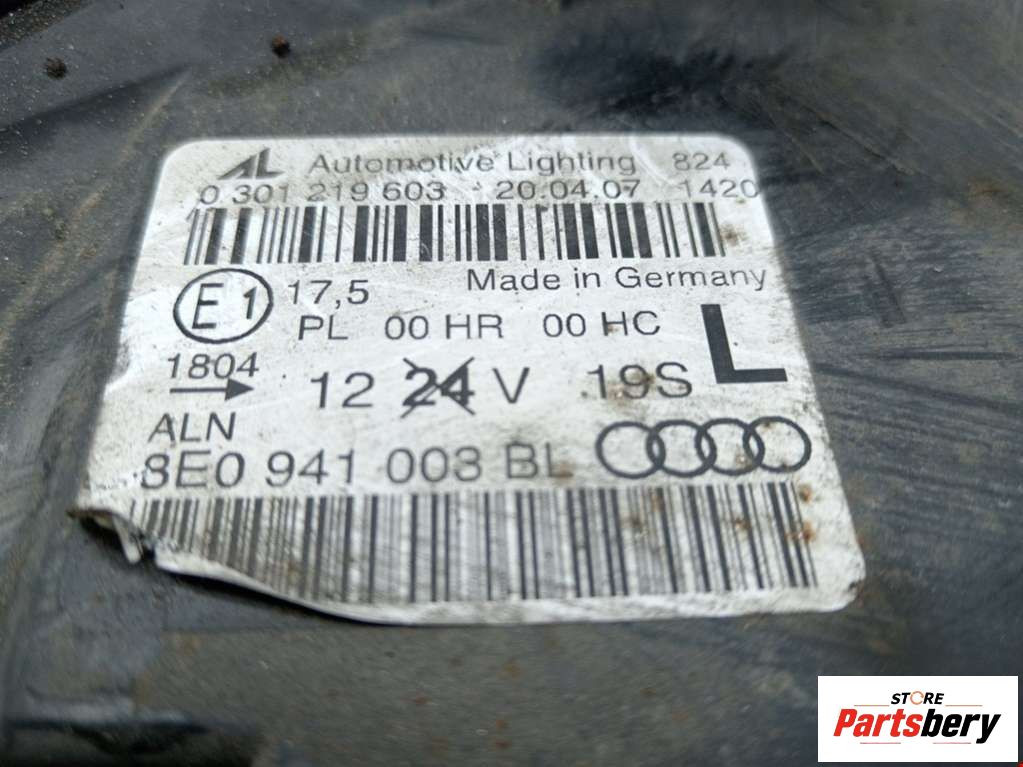 AL Automotive Lighting 824
0 301 219 603 20.04.07 1420
E1 17,5 Made in Germany
PL 00 HR 00 HC L
1804
12 24 V 19S
ALN
8E0 941 003 BL
STORE
Partsbery